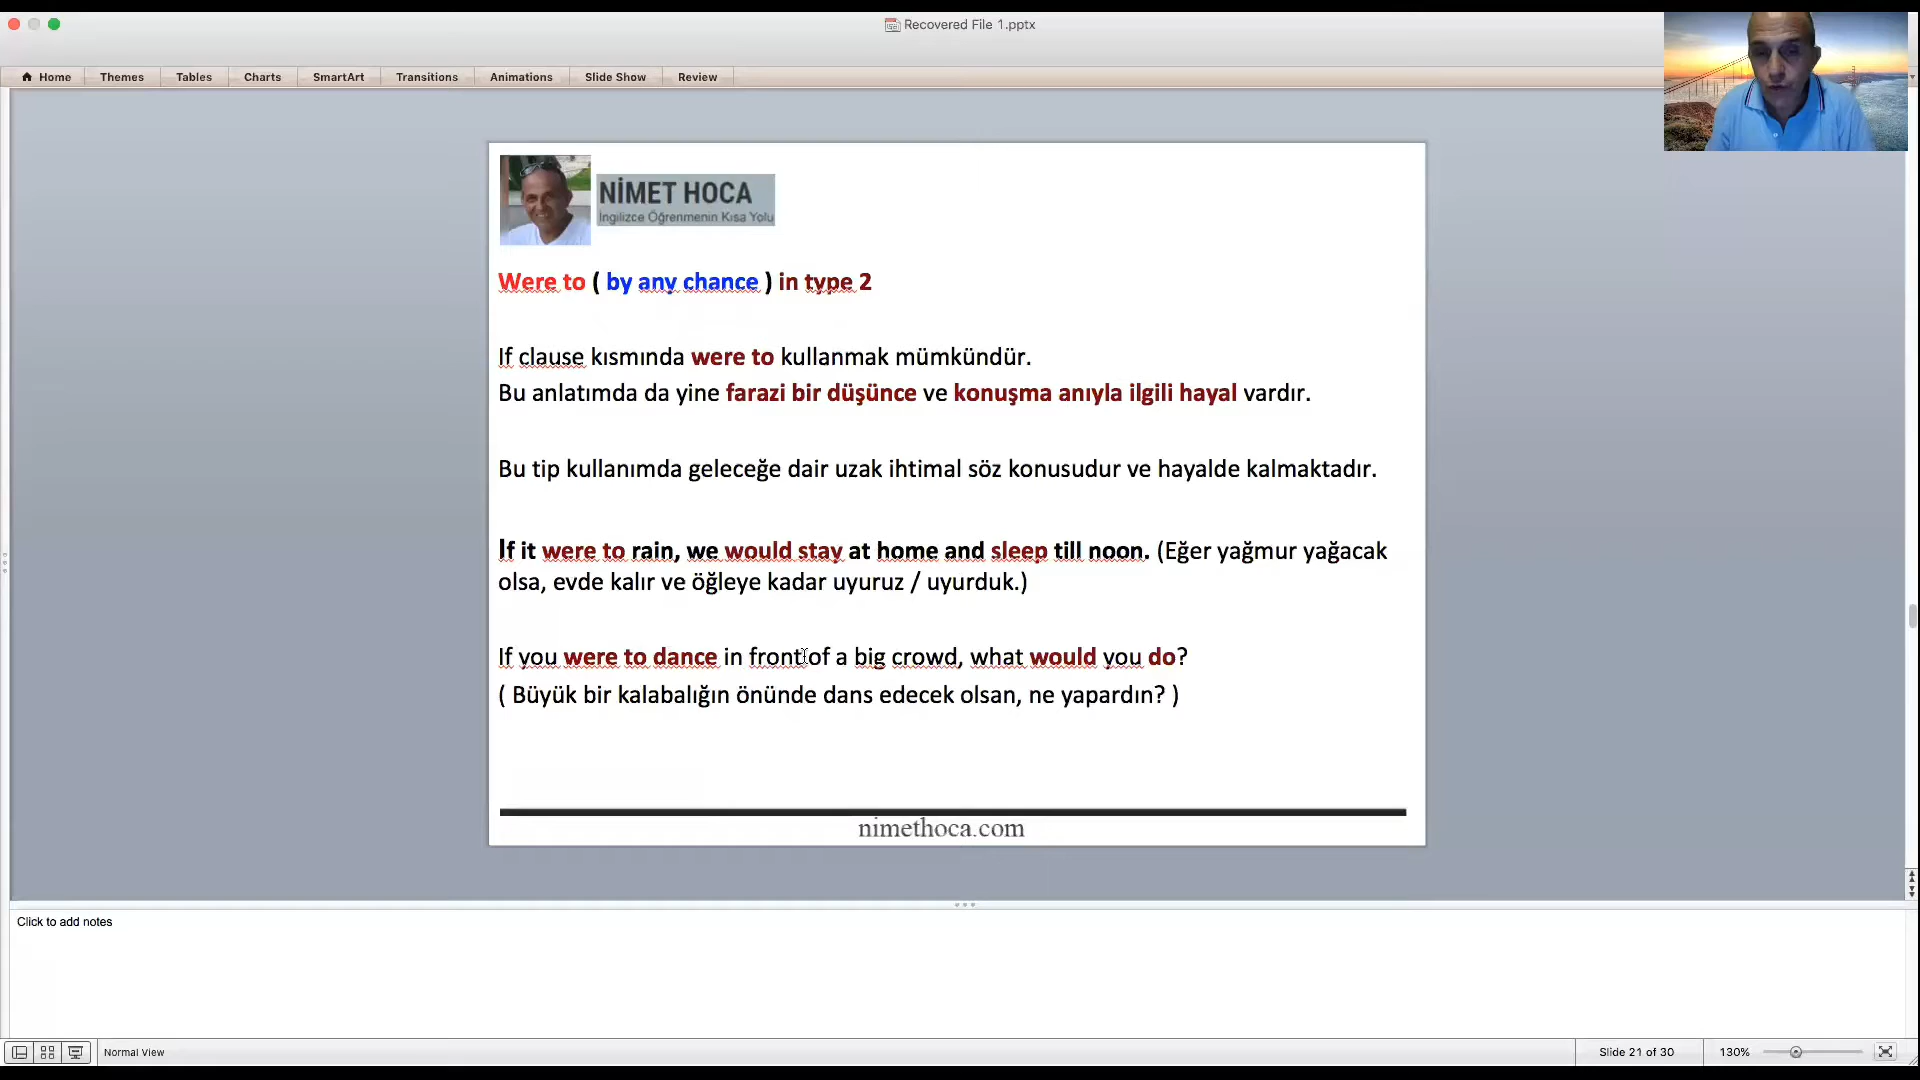 Recovered File 1.pptx
Home Themes Tables Charts SmartArt Transitions Animations Slide Show Review
NİMET HOCA
İngilizce Öğrenmenin Kısa Yolu
Were to ( by any chance ) in type 2
If clause kısmında were to kullanmak mümkündür.
Bu anlatımda da yine farazi bir düşünce ve konuşma anıyla ilgili hayal vardır.
Bu tip kullanımda geleceğe dair uzak ihtimal söz konusudur ve hayalde kalmaktadır.
If it were to rain, we would stay at home and sleep till noon. (Eğer yağmur yağacak
olsa, evde kalır ve öğleye kadar uyuruz / uyurduk.)
If you were to dance in front of a big crowd, what would you do?
( Büyük bir kalabalığın önünde dans edecek olsan, ne yapardın? )
nimethoca.com
Click to add notes
Normal View
Slide 21 of 30
130%